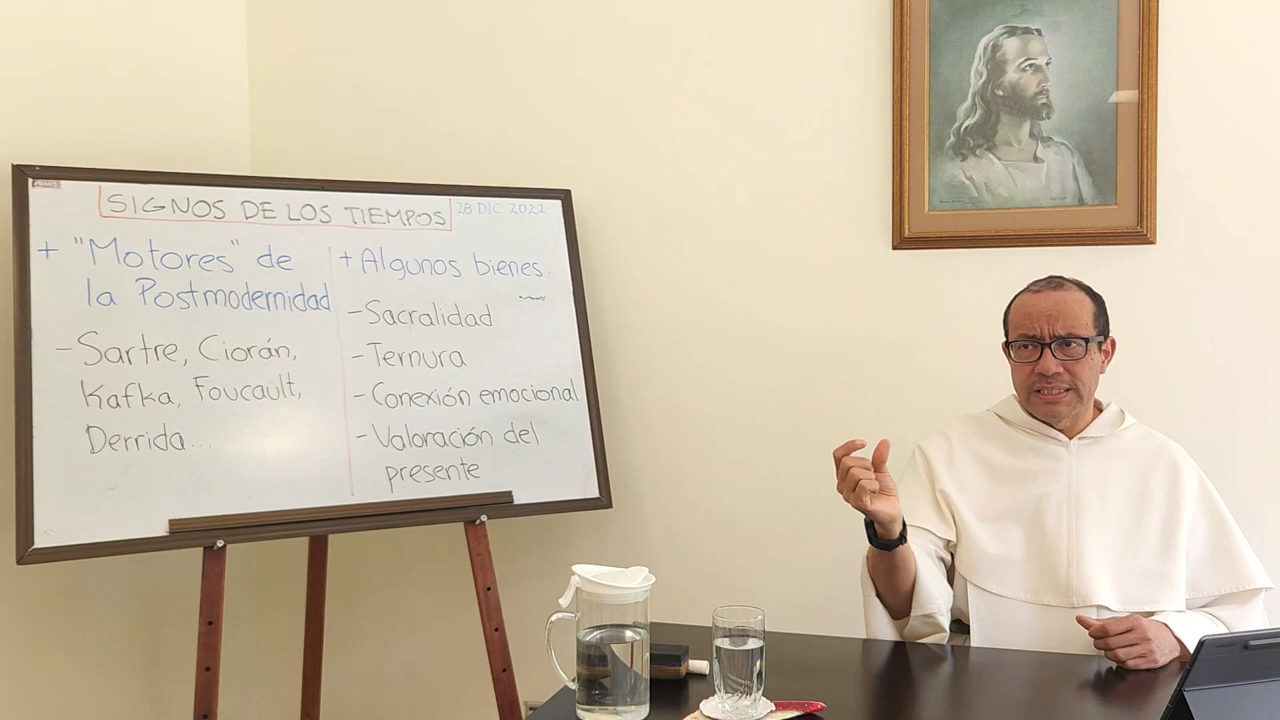 SIGNOS DE LOS TIEMPOS
28 DIC 2022
+ "Motores" de
la Postmodernidad
- Sartre, Ciorán,
Kafka, Foucault,
Derrida...
+ Algunos bienes:
- Sacralidad
- Ternura
- Conexión emocional
- Valoración del
presente